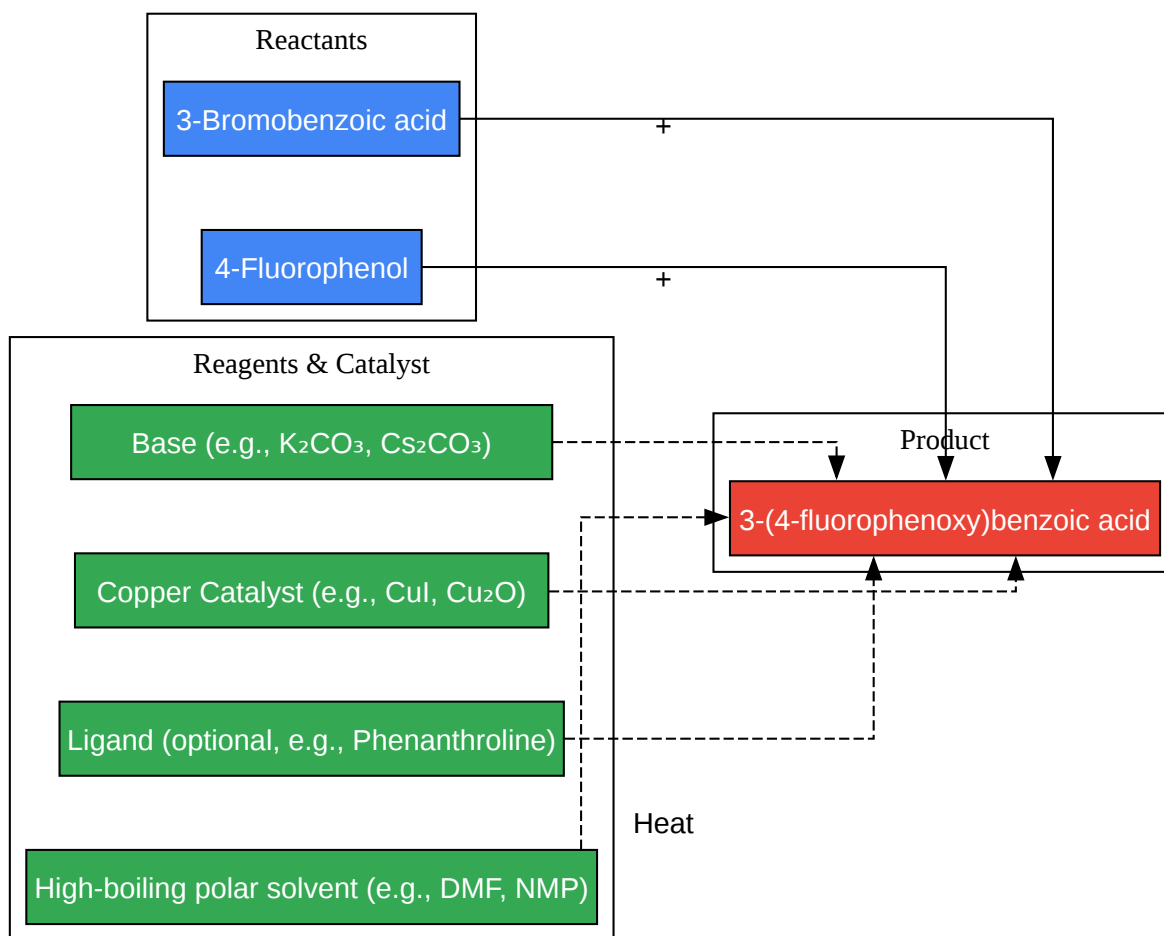 Reactants
3-Bromobenzoic acid
+
4-Fluorophenol
+
Reagents & Catalyst
Base (e.g., K₂CO₃, Cs₂CO₃)
Product
3-(4-fluorophenoxy)benzoic acid
Copper Catalyst (e.g., CuI, Cu₂O)
Ligand (optional, e.g., Phenanthroline)
Heat
High-boiling polar solvent (e.g., DMF, NMP)